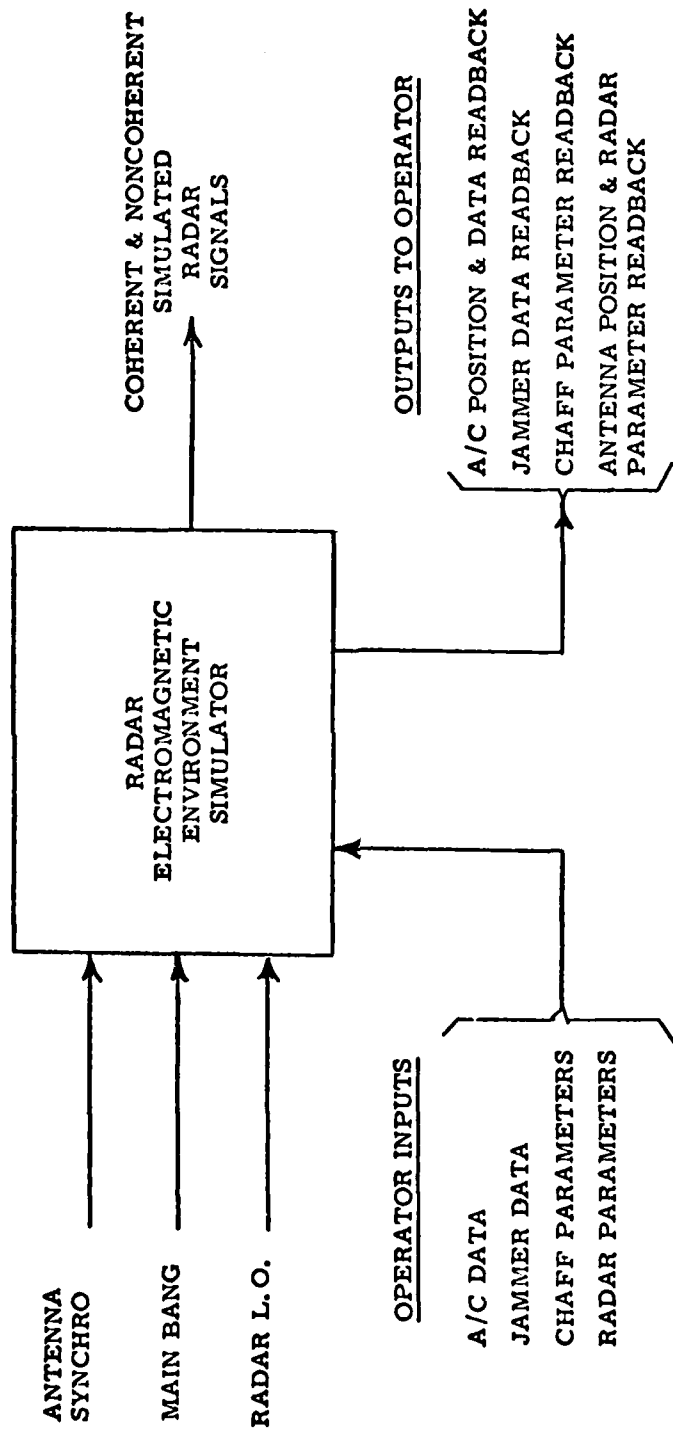 ANTENNA
SYNCHRO
MAIN BANG
RADAR L.O.
RADAR
ELECTROMAGNETIC
ENVIRONMENT
SIMULATOR
COHERENT & NONCOHERENT
SIMULATED
RADAR
SIGNALS
OPERATOR INPUTS
A/C DATA
JAMMER DATA
CHAFF PARAMETERS
RADAR PARAMETERS
OUTPUTS TO OPERATOR
A/C POSITION & DATA READBACK
JAMMER DATA READBACK
CHAFF PARAMETER READBACK
ANTENNA POSITION & RADAR
PARAMETER READBACK